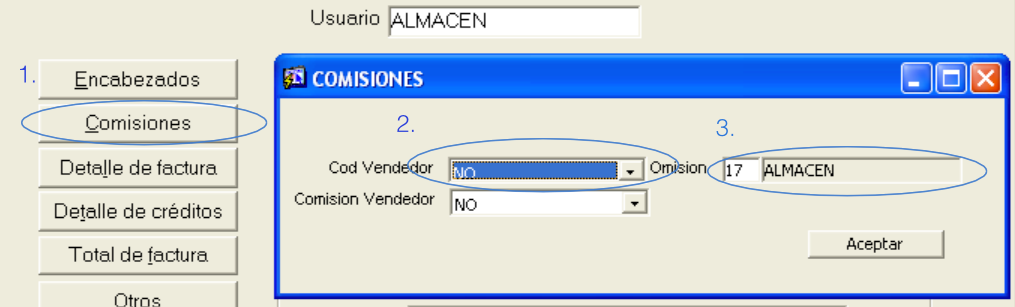 Usuario ALMACEN
1.
Encabezados
Comisiones
Detalle de factura
Detalle de créditos
Total de factura
Otros
COMISIONES
2.
3.
Cod Vendedor NO Omision 17 ALMACEN
Comision Vendedor NO
Aceptar